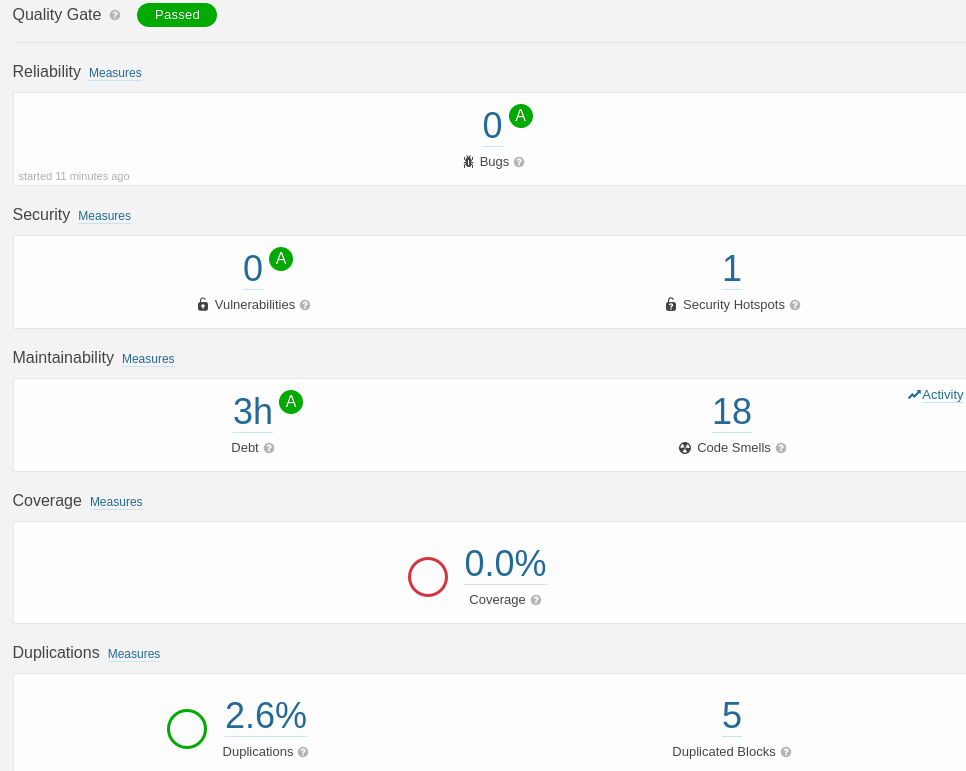 Quality Gate ? Passed
Reliability Measures
0 A
Bugs ?
started 11 minutes ago
Security Measures
0 A 1
Vulnerabilities ? Security Hotspots ?
Maintainability Measures
Activity
3h A 18
Debt ? Code Smells ?
Coverage Measures
0.0%
Coverage ?
Duplications Measures
2.6% 5
Duplications ? Duplicated Blocks ?